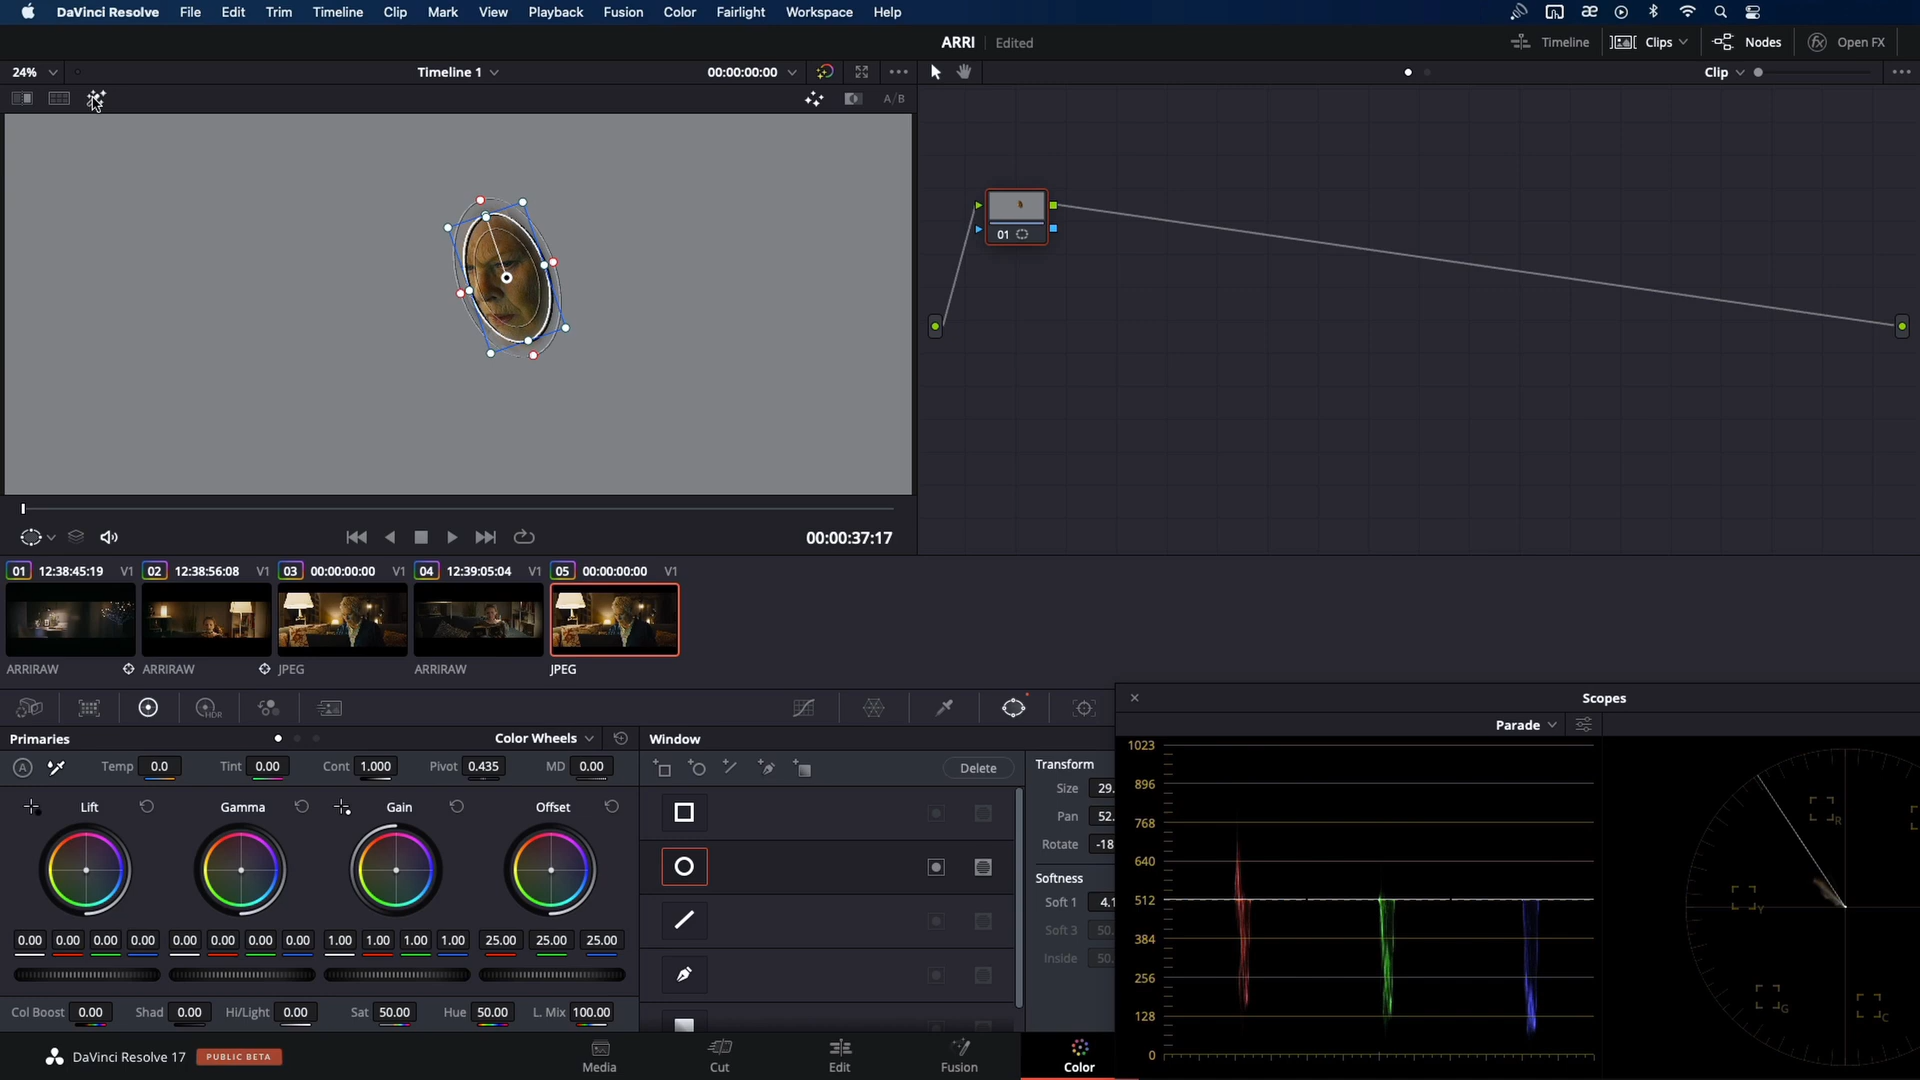 DaVinci Resolve File Edit Trim Timeline Clip Mark View Playback Fusion Color Fairlight Workspace Help
ARRI Edited
Timeline Clips Nodes Open FX
24% Timeline 1 00:00:00:00 Clip
A/B
01
00:00:37:17
01 12:38:45:19 V1 02 12:38:56:08 V1 03 00:00:00:00 V1 04 12:39:05:04 V1 05 00:00:00:00 V1
ARRIRAW ARRIRAW JPEG ARRIRAW JPEG
HDR
Scopes
Primaries Color Wheels Window Parade
Temp 0.0 Tint 0.00 Cont 1.000 Pivot 0.435 MD 0.00 Delete
Transform
Size 29.
Pan 52.
Rotate -18
Softness
Soft 1 4.1
Soft 3 50.
Inside 50.
Lift Gamma Gain Offset
0.00 0.00 0.00 0.00 0.00 0.00 0.00 0.00 1.00 1.00 1.00 1.00 25.00 25.00 25.00
Col Boost 0.00 Shad 0.00 Hi/Light 0.00 Sat 50.00 Hue 50.00 L. Mix 100.00
1023
896
768
640
512
384
256
128
0
R
Y
G
C
DaVinci Resolve 17 PUBLIC BETA
Media Cut Edit Fusion Color